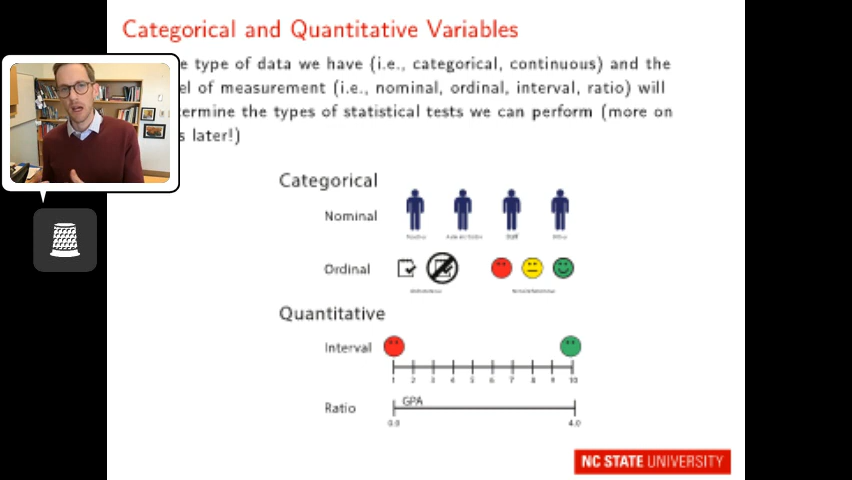 Categorical and Quantitative Variables
e type of data we have (i.e., categorical, continuous) and the
el of measurement (i.e., nominal, ordinal, interval, ratio) will
termine the types of statistical tests we can perform (more on
s later!)
Categorical
Nominal
Staff
Ordinal
Quantitative
Interval
1 2 3 4 5 6 7 8 9 10
Ratio
GPA
0.0 4.0
NC STATE UNIVERSITY